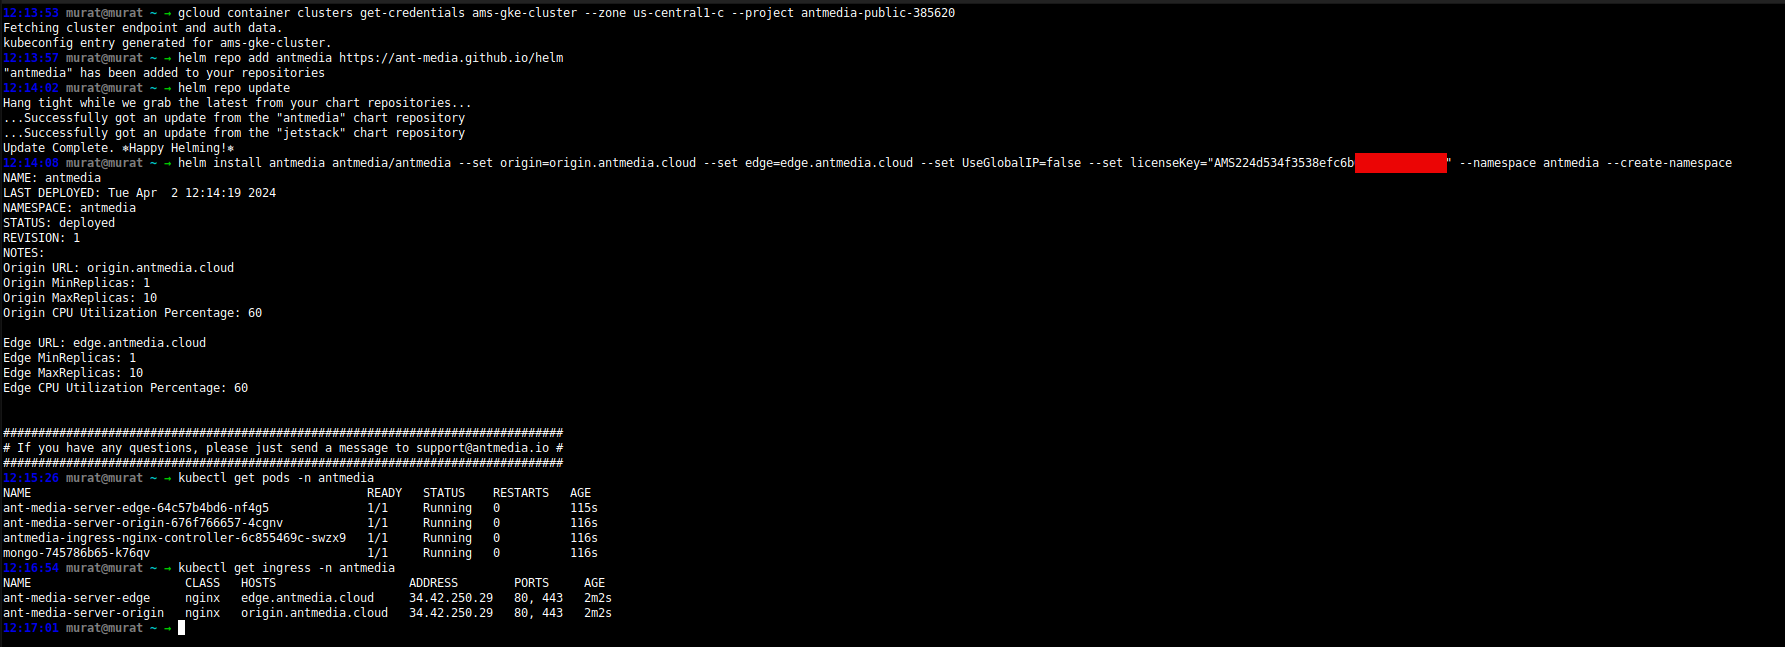 12:13:53 murat@murat ~ → gcloud container clusters get-credentials ams-gke-cluster --zone us-central1-c --project antmedia-public-385620
Fetching cluster endpoint and auth data.
kubeconfig entry generated for ams-gke-cluster.
12:13:57 murat@murat ~ → helm repo add antmedia https://ant-media.github.io/helm
"antmedia" has been added to your repositories
12:14:02 murat@murat ~ → helm repo update
Hang tight while we grab the latest from your chart repositories...
...Successfully got an update from the "antmedia" chart repository
...Successfully got an update from the "jetstack" chart repository
Update Complete. ⎈Happy Helming!⎈
12:14:08 murat@murat ~ → helm install antmedia antmedia/antmedia --set origin=origin.antmedia.cloud --set edge=edge.antmedia.cloud --set UseGlobalIP=false --set licenseKey="AMS224d534f3538efc6b" --namespace antmedia --create-namespace
NAME: antmedia
LAST DEPLOYED: Tue Apr  2 12:14:19 2024
NAMESPACE: antmedia
STATUS: deployed
REVISION: 1
NOTES:
Origin URL: origin.antmedia.cloud
Origin MinReplicas: 1
Origin MaxReplicas: 10
Origin CPU Utilization Percentage: 60
Edge URL: edge.antmedia.cloud
Edge MinReplicas: 1
Edge MaxReplicas: 10
Edge CPU Utilization Percentage: 60
################################################################################
# If you have any questions, please just send a message to support@antmedia.io #
################################################################################
12:15:26 murat@murat ~ → kubectl get pods -n antmedia
NAME READY STATUS RESTARTS AGE
ant-media-server-edge-64c57b4bd6-nf4g5 1/1 Running 0 115s
ant-media-server-origin-676f766657-4cgnv 1/1 Running 0 116s
antmedia-ingress-nginx-controller-6c855469c-swzx9 1/1 Running 0 116s
mongo-745786b65-k76qv 1/1 Running 0 116s
12:16:54 murat@murat ~ → kubectl get ingress -n antmedia
NAME CLASS HOSTS ADDRESS PORTS AGE
ant-media-server-edge nginx edge.antmedia.cloud 34.42.250.29 80, 443 2m2s
ant-media-server-origin nginx origin.antmedia.cloud 34.42.250.29 80, 443 2m2s
12:17:01 murat@murat ~ →